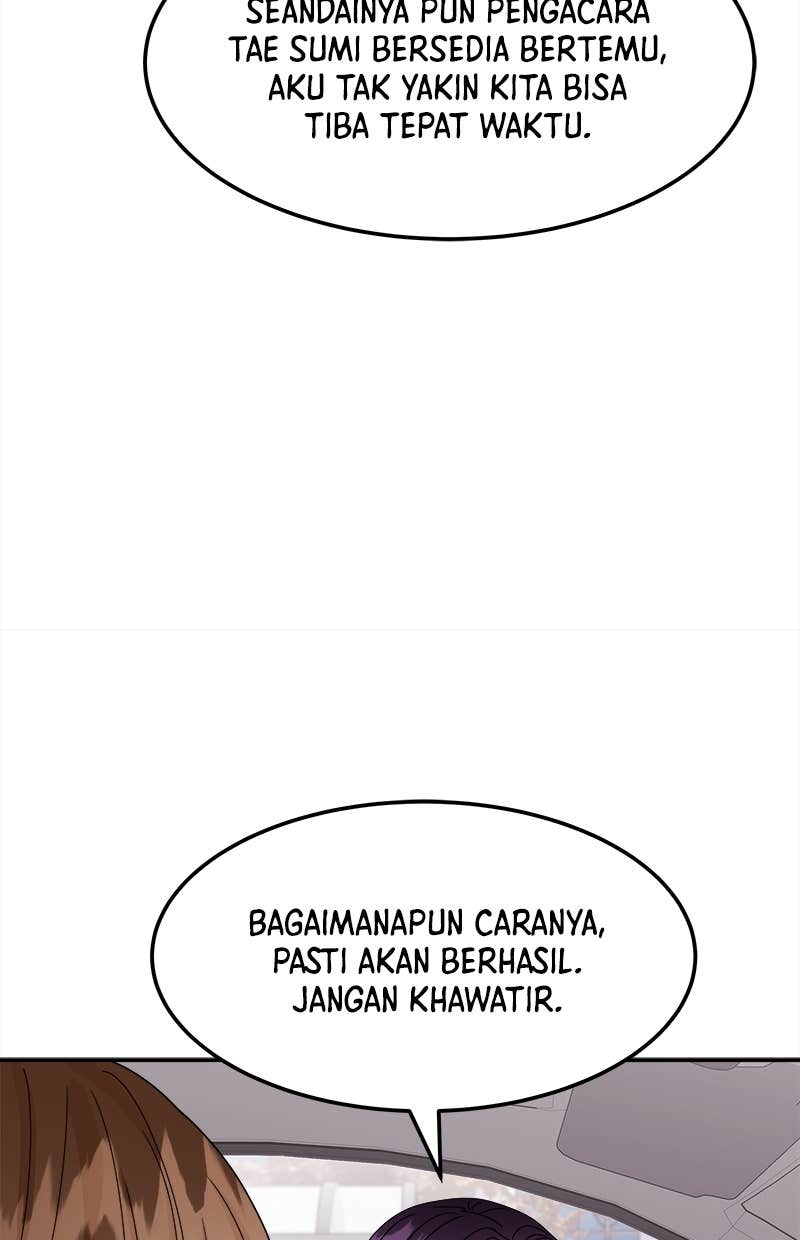 SEANDAINYA PUN PENGACARA
TAE SUMI BERSEDIA BERTEMU,
AKU TAK YAKIN KITA BISA
TIBA TEPAT WAKTU.
BAGAIMANAPUN CARANYA,
PASTI AKAN BERHASIL.
JANGAN KHAWATIR.